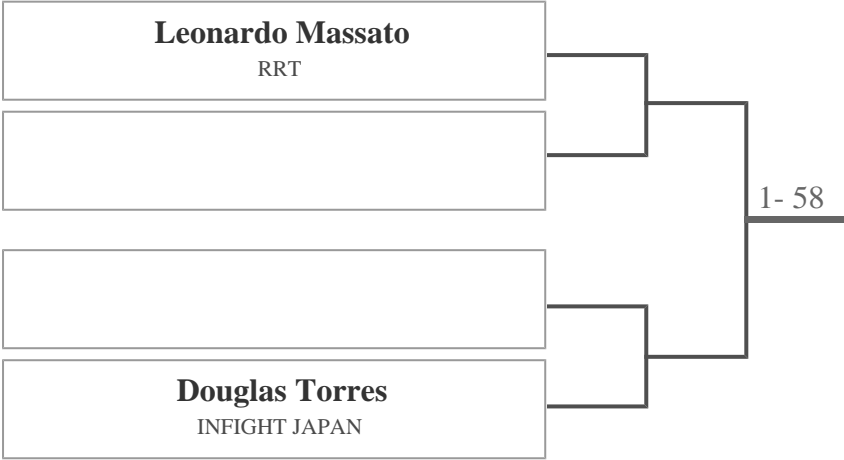 Leonardo Massato
RRT
1- 58
Douglas Torres
INFIGHT JAPAN